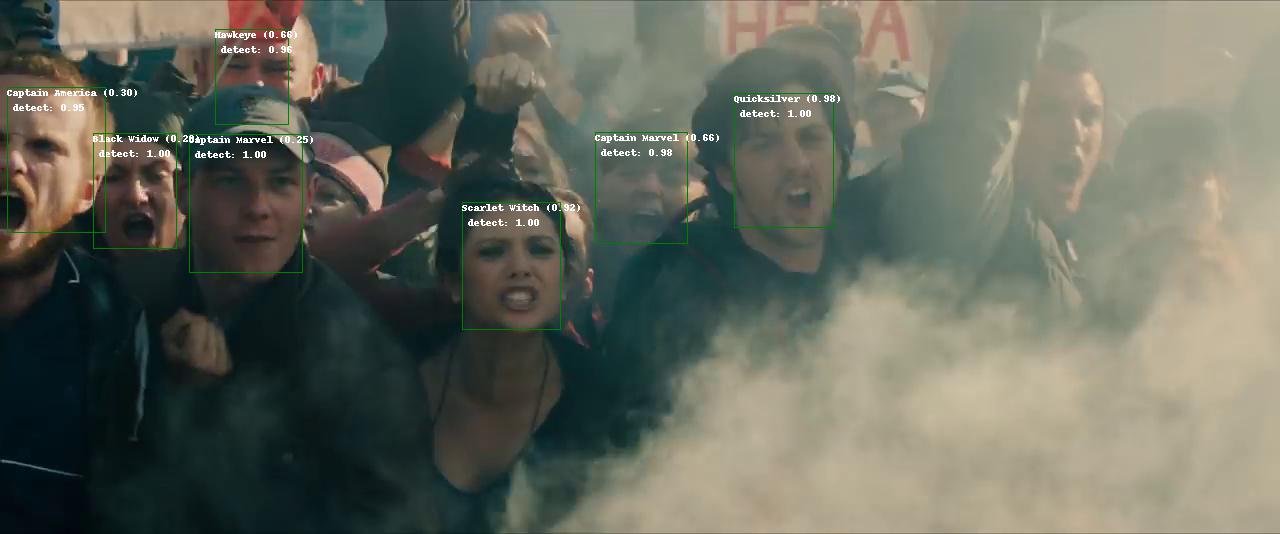 HE A
Hawkeye (0.66)
detect: 0.96
Captain America (0.30)
detect: 0.95
Quicksilver (0.98)
detect: 1.00
Black Widow (0.28)
detect: 1.00
Captain Marvel (0.25)
detect: 1.00
Captain Marvel (0.66)
detect: 0.98
Scarlet Witch (0.92)
detect: 1.00